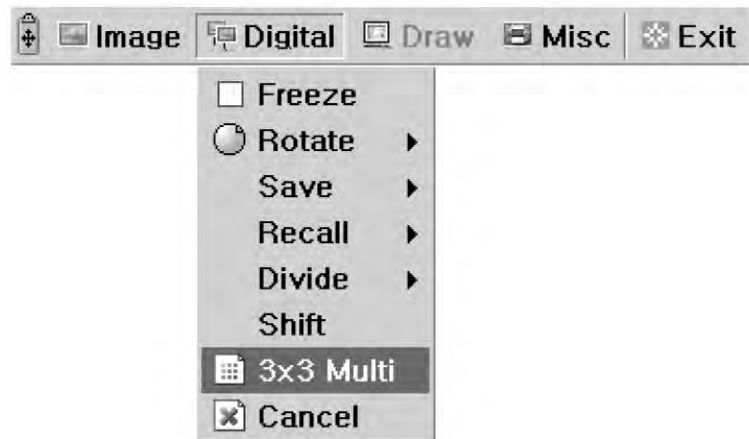 Image Digital Draw Misc Exit
Freeze
Rotate
Save
Recall
Divide
Shift
3x3 Multi
Cancel